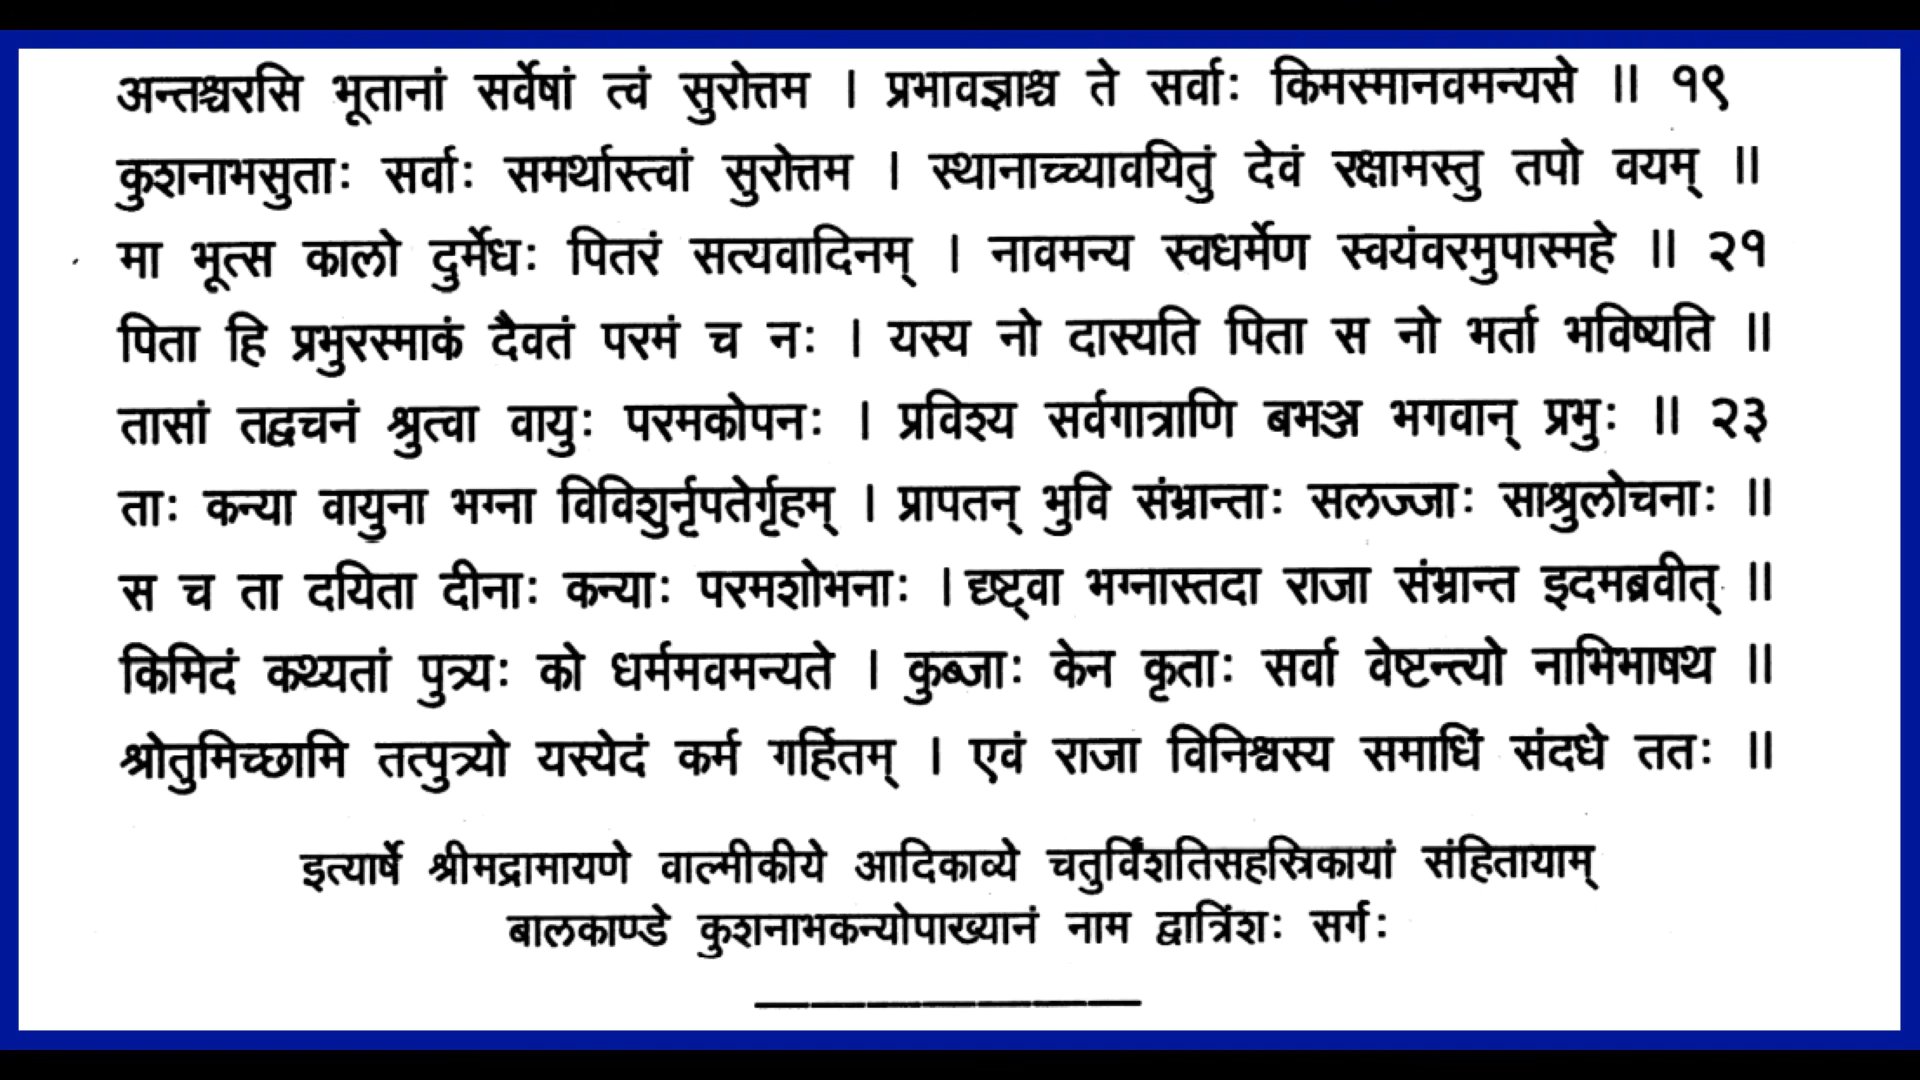 अन्तश्चरसि भूतानां सर्वेषां त्वं सुरोत्तम । प्रभावज्ञाश्च ते सर्वाः किमस्मानवमन्यसे ॥ १९
कुशनाभसुताः सर्वाः समर्थास्त्वां सुरोत्तम । स्थानाच्च्यावयितुं देवं रक्षामस्तु तपो वयम् ॥
मा भूत्स कालो दुर्मेधः पितरं सत्यवादिनम् । नावमन्य स्वधर्मेण स्वयंवरमुपास्महे ॥ २१
पिता हि प्रभुरस्माकं दैवतं परमं च नः । यस्य नो दास्यति पिता स नो भर्ता भविष्यति ॥
तासां तद्वचनं श्रुत्वा वायुः परमकोपनः । प्रविश्य सर्वगात्राणि बभञ्ज भगवान् प्रभुः ॥ २३
ताः कन्या वायुना भग्ना विविशुर्नृपतेर्गृहम् । प्रापतन् भुवि संभ्रान्ताः सलज्जाः साश्रुलोचनाः ॥
स च ता दयिता दीनाः कन्याः परमशोभनाः । दृष्ट्वा भग्नास्तदा राजा संभ्रान्त इदमब्रवीत् ॥
किमिदं कथ्यतां पुत्र्यः को धर्ममवमन्यते । कुब्जाः केन कृताः सर्वा वेष्टन्त्यो नाभिभाषथ ॥
श्रोतुमिच्छामि तत्पुत्र्यो यस्येदं कर्म गर्हितम् । एवं राजा विनिश्वस्य समाधिं संदधे ततः ॥
इत्यार्षे श्रीमद्रामायणे वाल्मीकीये आदिकाव्ये चतुर्विंशतिसहस्रिकायां संहितायाम्
बालकाण्डे कुशनाभकन्योपाख्यानं नाम द्वात्रिंशः सर्गः